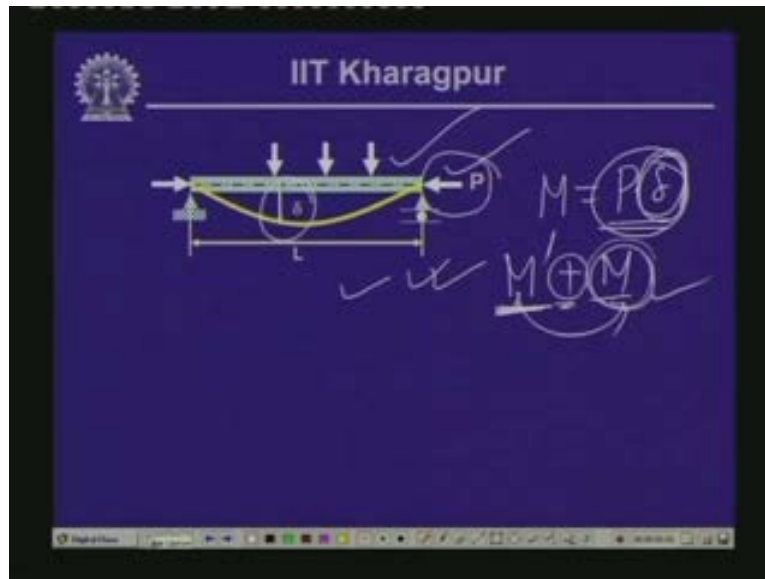 IIT Kharagpur
P
δ
L
M = Pδ
M' + M